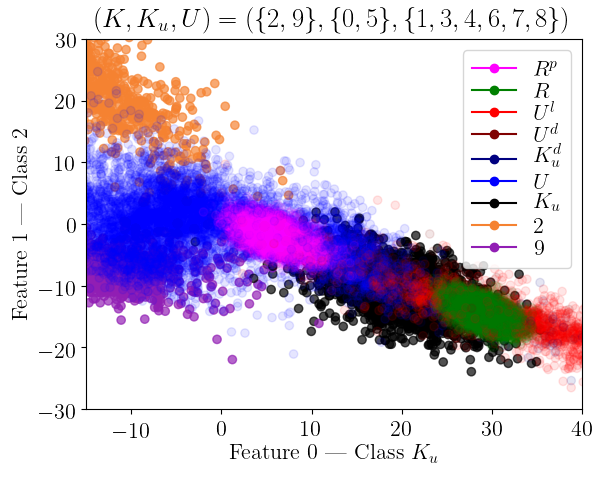 (K, K_u, U) = ({2, 9}, {0, 5}, {1, 3, 4, 6, 7, 8})
30
20
10
0
−10
−20
−30
Feature 1 — Class 2
R^p
R
U^l
U^d
K_u^d
U
K_u
2
9
−10
0
10
20
30
40
Feature 0 — Class K_u